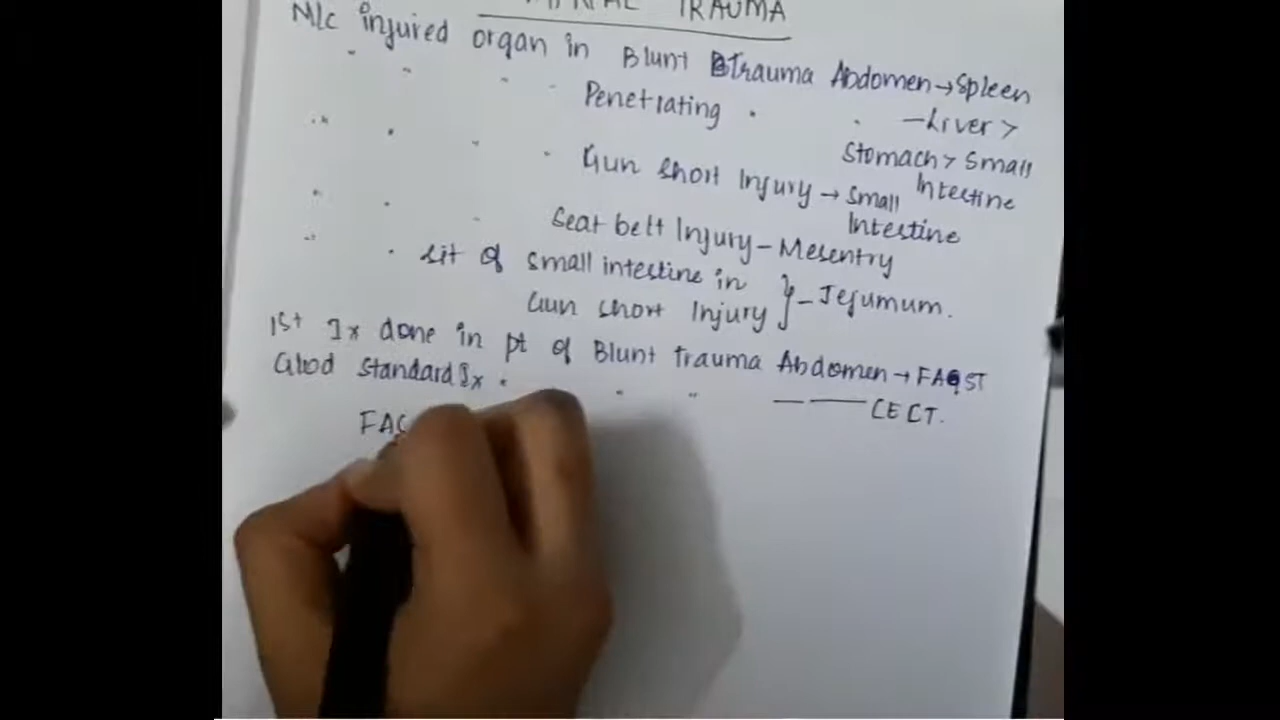 TRAUMA
M/c injured organ in Blunt Trauma Abdomen → Spleen
" " " " Penetrating " " - Liver >
Stomach > Small
Intestine
" " " " Gun short Injury → Small
Intestine
" " " Seat belt Injury - Mesentry
" " sit of small intestine in
Gun short Injury } - Jejumum.
1st Ix done in pt of Blunt trauma Abdomen → FAST
Glod Standard Ix " " " — — CECT.
FAS